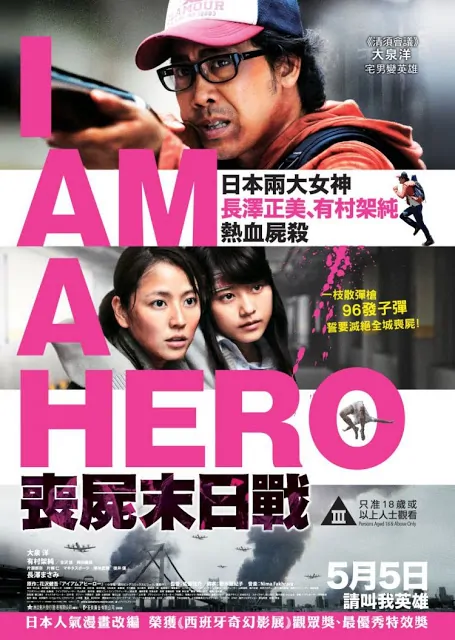 AMOUR
《清須會議》
大泉洋
宅男變英雄
I
AM
A
HERO
日本兩大女神
長澤正美、有村架純
熱血屍殺
一枝散彈槍
96發子彈
誓要滅絕全城喪屍!
喪屍末日戰
III
只准18歲或
以上人士觀看
Persons Aged 18 & Above Only
大泉 洋
有村架純
長澤まさみ
5月5日
請叫我英雄
日本人氣漫畫改編 榮獲《西班牙奇幻影展》觀眾獎、最優秀特效獎